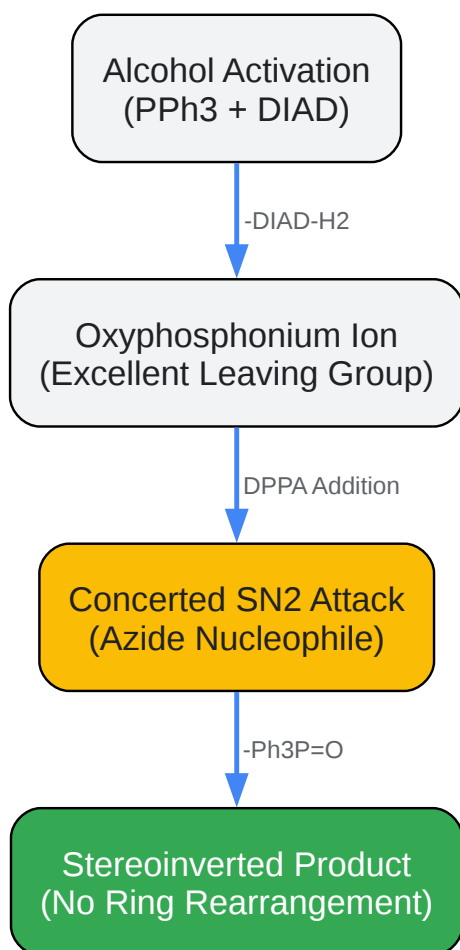 Alcohol Activation
(PPh3 + DIAD)
-DIAD-H2
Oxyphosphonium Ion
(Excellent Leaving Group)
DPPA Addition
Concerted SN2 Attack
(Azide Nucleophile)
-Ph3P=O
Stereoinverted Product
(No Ring Rearrangement)